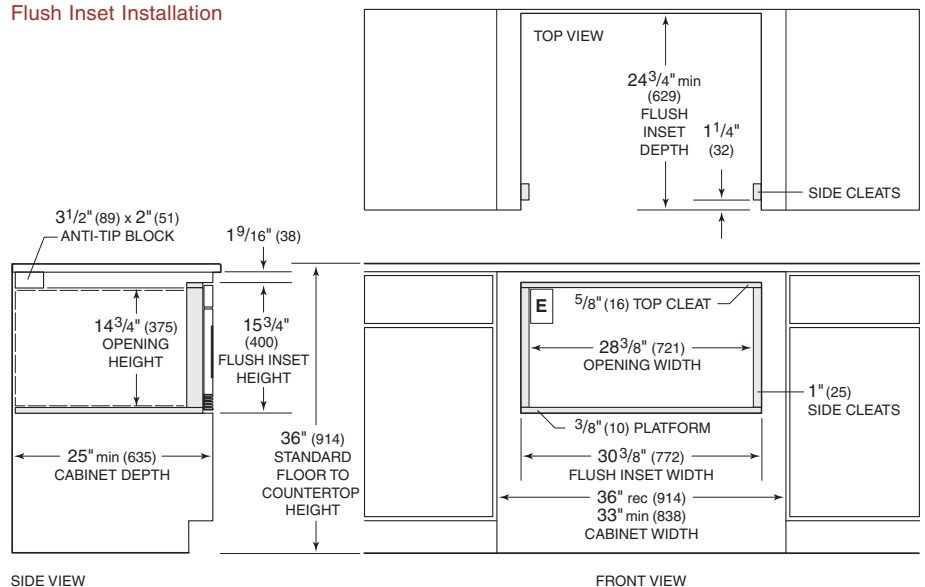 Flush Inset Installation
TOP VIEW
24 3/4" min
(629)
FLUSH
INSET
DEPTH
1 1/4"
(32)
SIDE CLEATS
3 1/2" (89) x 2" (51)
ANTI-TIP BLOCK
1 9/16" (38)
14 3/4" (375)
OPENING
HEIGHT
15 3/4"
(400)
FLUSH INSET
HEIGHT
25" min (635)
CABINET DEPTH
36" (914)
STANDARD
FLOOR TO
COUNTERTOP
HEIGHT
E
5/8" (16) TOP CLEAT
28 3/8" (721)
OPENING WIDTH
1" (25)
SIDE CLEATS
3/8" (10) PLATFORM
30 3/8" (772)
FLUSH INSET WIDTH
36" rec (914)
33" min (838)
CABINET WIDTH
SIDE VIEW
FRONT VIEW